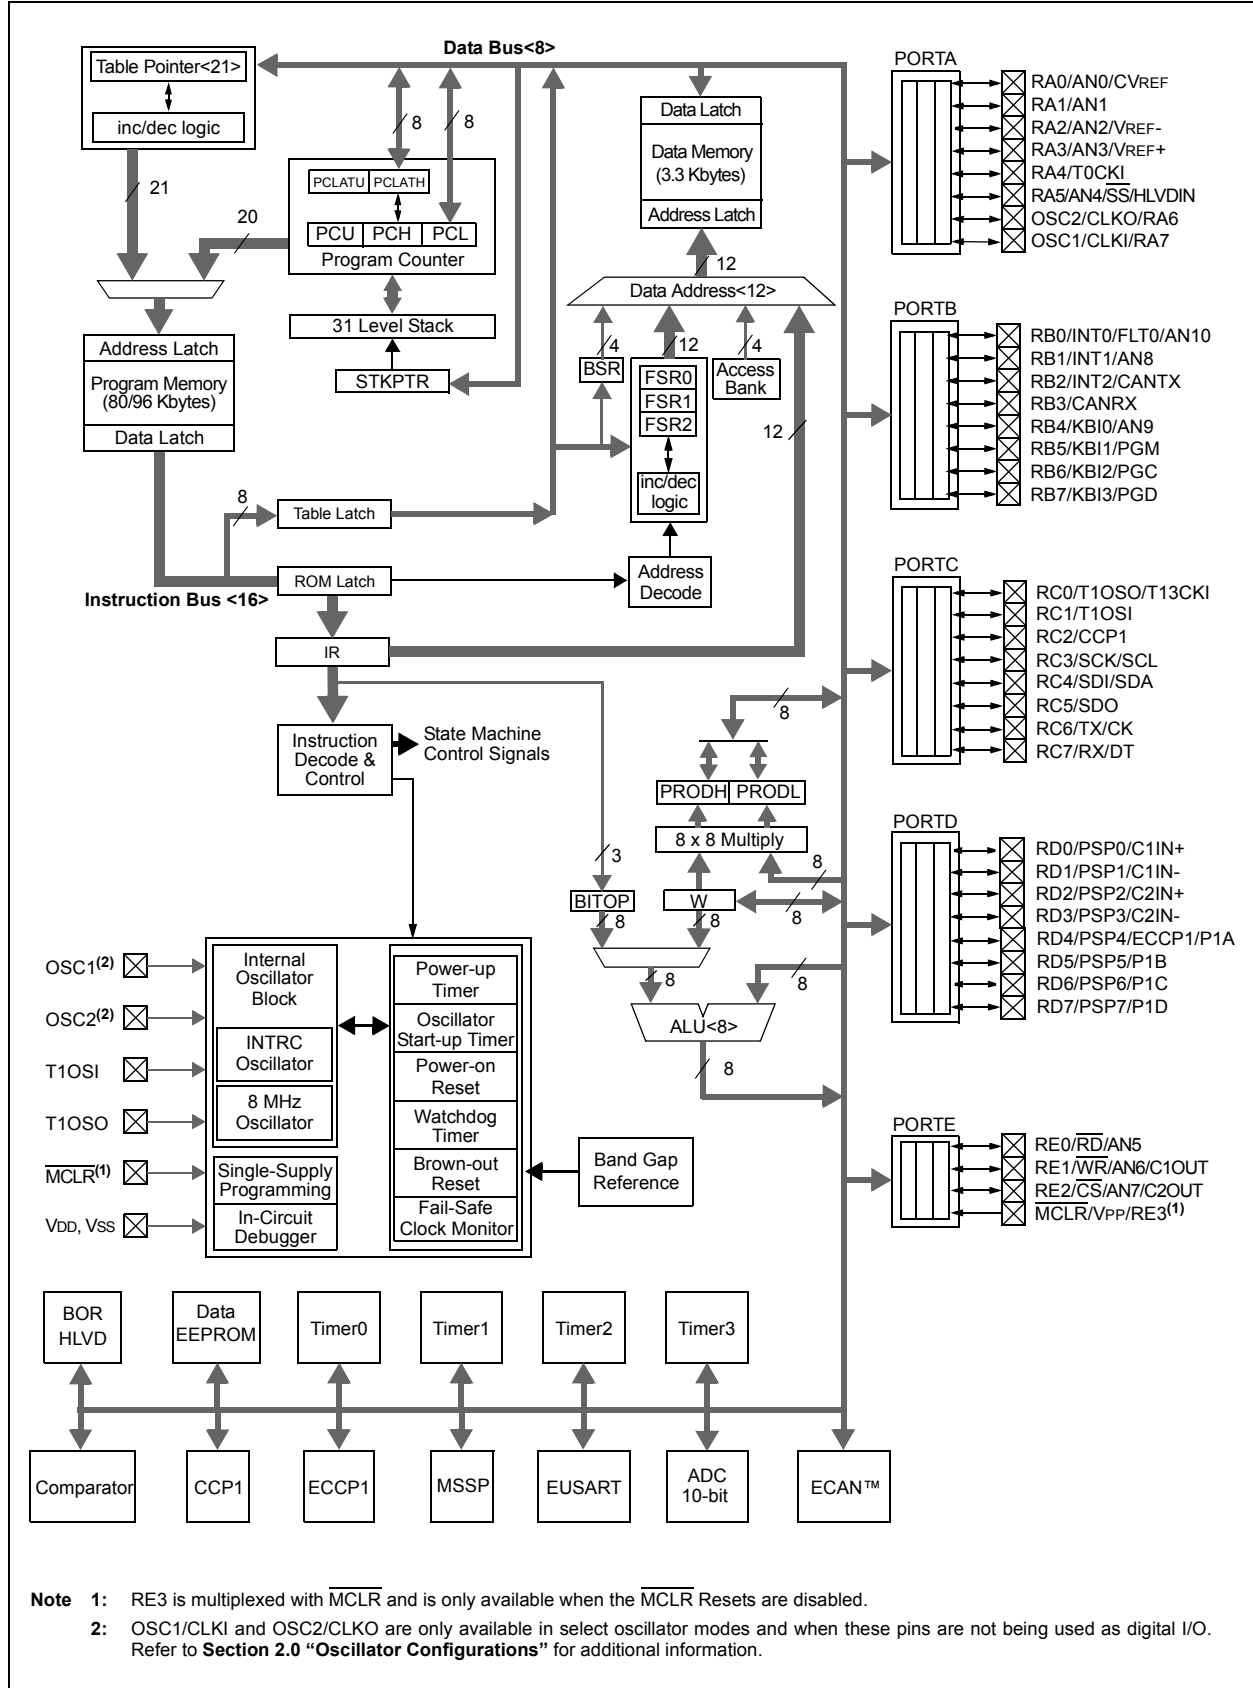 Data Bus<8>
Table Pointer<21>
inc/dec logic
21
20
8
8
PCLATU PCLATH
PCU PCH PCL
Program Counter
31 Level Stack
STKPTR
Address Latch
Program Memory
(80/96 Kbytes)
Data Latch
8
Table Latch
ROM Latch
Instruction Bus <16>
IR
Data Latch
Data Memory
(3.3 Kbytes)
Address Latch
12
Data Address<12>
4
12
4
BSR
FSR0
FSR1
FSR2
inc/dec
logic
Access
Bank
12
Address
Decode
Instruction
Decode &
Control
State Machine
Control Signals
8
PRODH PRODL
8 x 8 Multiply
3
8
BITOP
W
8
8
8
8
8
ALU<8>
8
OSC1(2)
OSC2(2)
T1OSI
T1OSO
MCLR(1)
VDD, VSS
Internal
Oscillator
Block
INTRC
Oscillator
8 MHz
Oscillator
Single-Supply
Programming
In-Circuit
Debugger
Power-up
Timer
Oscillator
Start-up Timer
Power-on
Reset
Watchdog
Timer
Brown-out
Reset
Fail-Safe
Clock Monitor
Band Gap
Reference
PORTA
RA0/AN0/CVREF
RA1/AN1
RA2/AN2/VREF-
RA3/AN3/VREF+
RA4/T0CKI
RA5/AN4/SS/HLVDIN
OSC2/CLKO/RA6
OSC1/CLKI/RA7
PORTB
RB0/INT0/FLT0/AN10
RB1/INT1/AN8
RB2/INT2/CANTX
RB3/CANRX
RB4/KBI0/AN9
RB5/KBI1/PGM
RB6/KBI2/PGC
RB7/KBI3/PGD
PORTC
RC0/T1OSO/T13CKI
RC1/T1OSI
RC2/CCP1
RC3/SCK/SCL
RC4/SDI/SDA
RC5/SDO
RC6/TX/CK
RC7/RX/DT
PORTD
RD0/PSP0/C1IN+
RD1/PSP1/C1IN-
RD2/PSP2/C2IN+
RD3/PSP3/C2IN-
RD4/PSP4/ECCP1/P1A
RD5/PSP5/P1B
RD6/PSP6/P1C
RD7/PSP7/P1D
PORTE
RE0/RD/AN5
RE1/WR/AN6/C1OUT
RE2/CS/AN7/C2OUT
MCLR/VPP/RE3(1)
BOR
HLVD
Data
EEPROM
Timer0
Timer1
Timer2
Timer3
Comparator
CCP1
ECCP1
MSSP
EUSART
ADC
10-bit
ECAN™
Note 1: RE3 is multiplexed with MCLR and is only available when the MCLR Resets are disabled.
2: OSC1/CLKI and OSC2/CLKO are only available in select oscillator modes and when these pins are not being used as digital I/O.
Refer to Section 2.0 “Oscillator Configurations” for additional information.